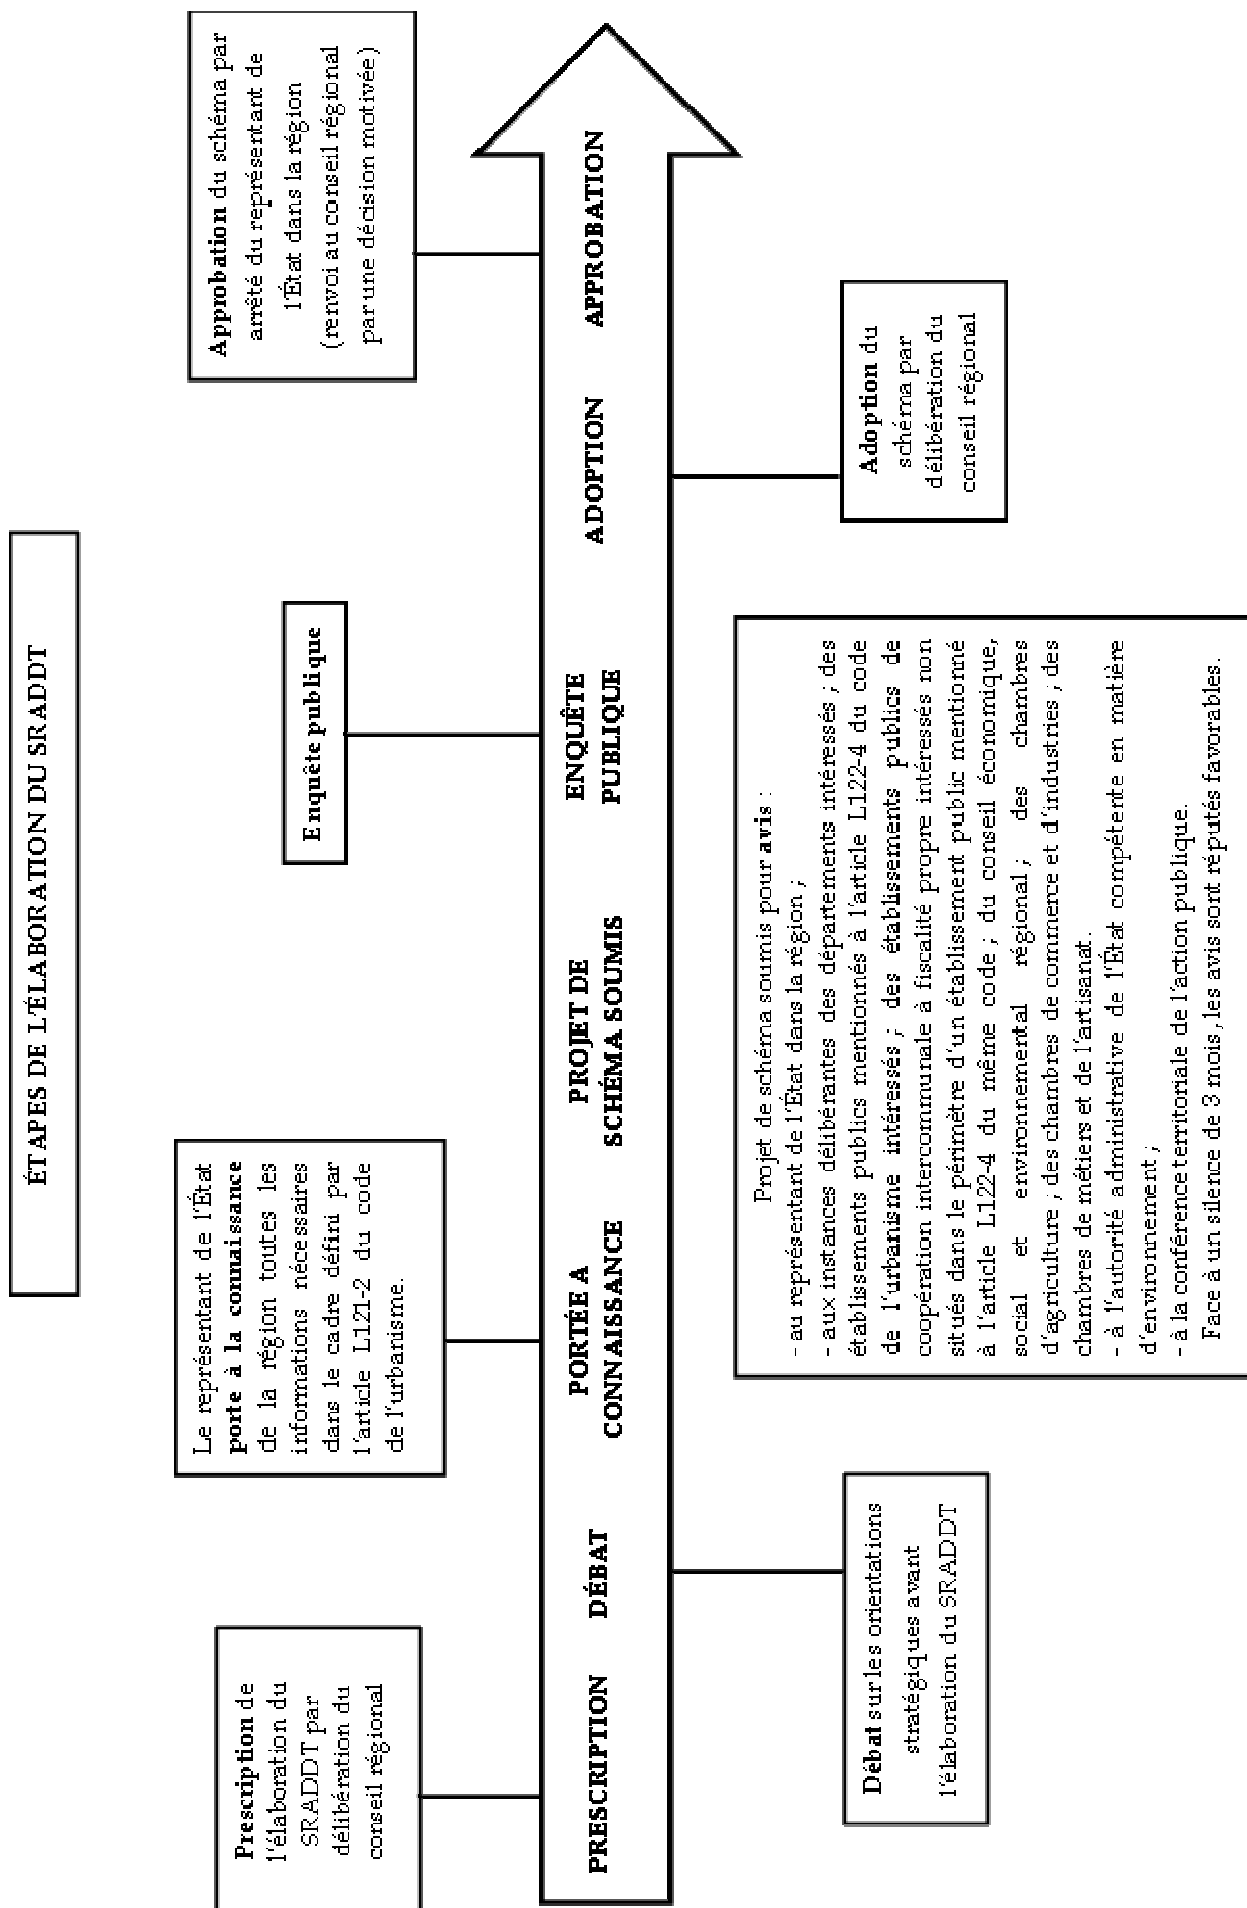 ÉTAPES DE L'ÉLABORATION DU SRADDT
Prescription de
l'élaboration du
SRADDT par
délibération du
conseil régional
Le représentant de l'État
porte à la connaissance
de la région toutes les
informations nécessaires
dans le cadre défini par
l'article L121-2 du code
de l'urbarisme.
Enquête publique
Approbation du schéma par
arrêté du représentant de
l'État dans la région
(renvoi au conseil régional
par une décision motivée)
PRESCRIPTION
DÉBAT
PORTÉE A
CONNAISSANCE
PROJET DE
SCHÉMA SOUMIS
ENQUÊTE
PUBLIQUE
ADOPTION
APPROBATION
Débat sur les orientations
stratégiques avant
l'élaboration du SRADDT
Projet de schéma soumis pour avis :
- au représentant de l'État dans la région ;
- aux instances délibérantes des départements intéressés ; des
établissements publics mentionnés à l'article L122-4 du code
de l'urbanisme intéressés ; des établissements publics de
coopération intercommunale à fiscalité propre intéressés non
situés dans le périmètre d'un établissement public mentionné
à l'article L122-4 du même code ; du conseil économique,
social et environnemental régional ; des chambres
d'agriculture ; des chambres de commerce et d'industries ; des
chambres de métiers et de l'artisanat.
- à l'autorité administrative de l'État compétente en matière
d'environnement ;
- à la conférence territoriale de l'action publique.
Face à un silence de 3 mois, les avis sont réputés favorables.
Adoption du
schéma par
délibération du
conseil régional